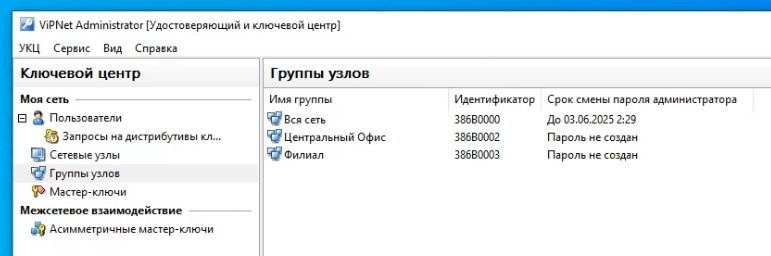 ViPNet Administrator [Удостоверяющий и ключевой центр]
УКЦ Сервис Вид Справка
Ключевой центр
Моя сеть
Пользователи
Запросы на дистрибутивы кл...
Сетевые узлы
Группы узлов
Мастер-ключи
Межсетевое взаимодействие
Асимметричные мастер-ключи
Группы узлов
Имя группы Идентификатор Срок смены пароля администратора
Вся сеть 386B0000 До 03.06.2025 2:29
Центральный Офис 386B0002 Пароль не создан
Филиал 386B0003 Пароль не создан